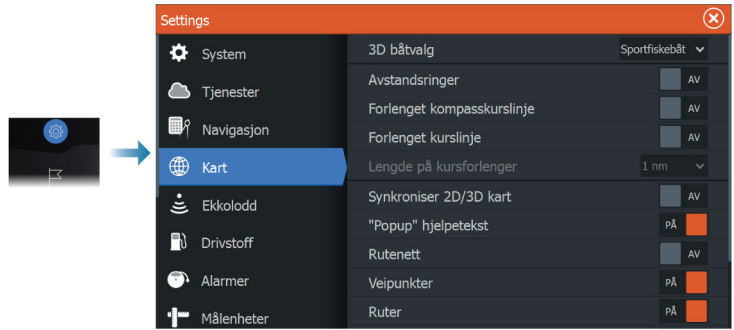 Settings
System
Tjenester
Navigasjon
Kart
Ekkolodd
Drivstoff
Alarmer
Målenheter
3D båtvalg Sportfiskebåt
Avstandsringer AV
Forlenget kompasskurslinje AV
Forlenget kurslinje AV
Lengde på kursforlenger 1 nm
Synkroniser 2D/3D kart AV
"Popup" hjelpetekst PÅ
Rutenett AV
Veipunkter PÅ
Ruter PÅ